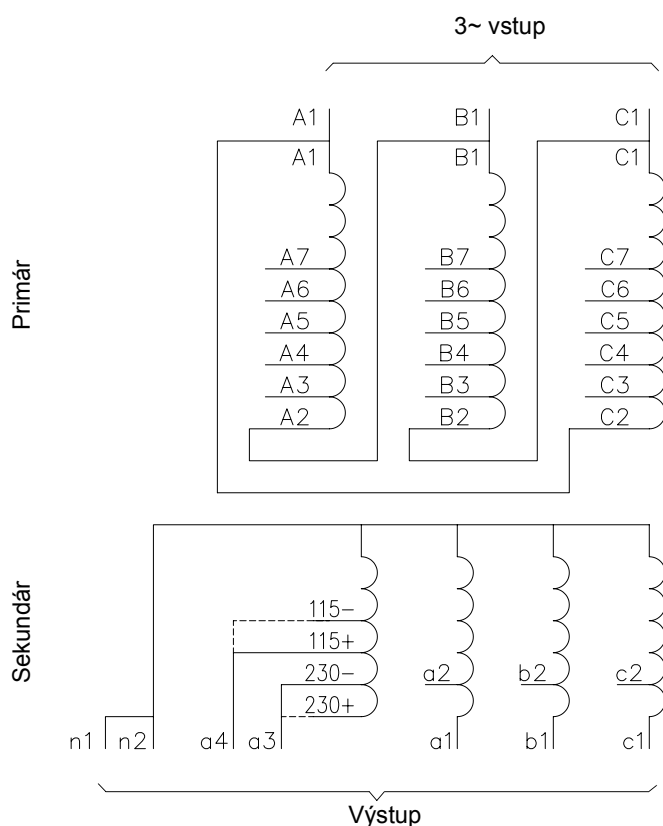 3~ vstup
A1 B1 C1
A1 B1 C1
A7 B7 C7
A6 B6 C6
A5 B5 C5
A4 B4 C4
A3 B3 C3
A2 B2 C2
Primár
115-
115+
230- a2 b2 c2
230+
n1 n2 a4 a3 a1 b1 c1
Sekundár
Výstup